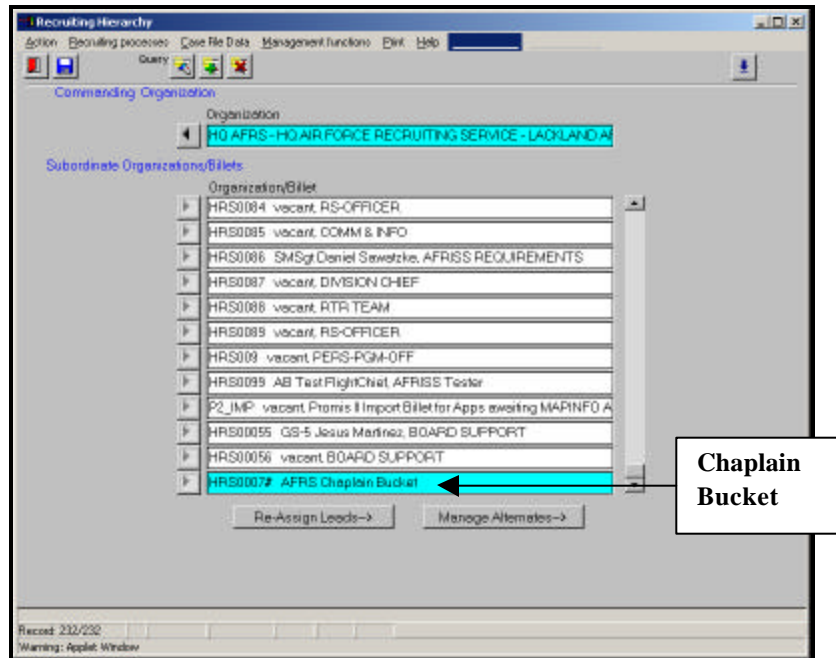 Recruiting Hierarchy
Action Recruiting processes Case File Data Management functions Print Help
Query
Commanding Organization
Organization
HQ AFRS - HQ AIR FORCE RECRUITING SERVICE - LACKLAND AF
Subordinate Organizations/Billets
Organization/Billet
HRS0084 vacant, RS-OFFICER
HRS0085 vacant, COMM & INFO
HRS0086 SMSgt Daniel Sawatzke, AFRISS REQUIREMENTS
HRS0087 vacant, DIVISION CHIEF
HRS0088 vacant, RTR TEAM
HRS0089 vacant, RS-OFFICER
HRS009 vacant, PERS-PGM-OFF
HRS0099 AB TestFlightChief, AFRISS Tester
P2_IMP vacant, Promis II Import Billet for Apps awaiting MAPINFO A
HRS00055 GS-5 Jesus Martinez, BOARD SUPPORT
HRS00056 vacant, BOARD SUPPORT
HRS0007# AFRS Chaplain Bucket
Chaplain
Bucket
Re-Assign Leads-->
Manage Alternates-->
Record: 232/232
Warning: Applet Window